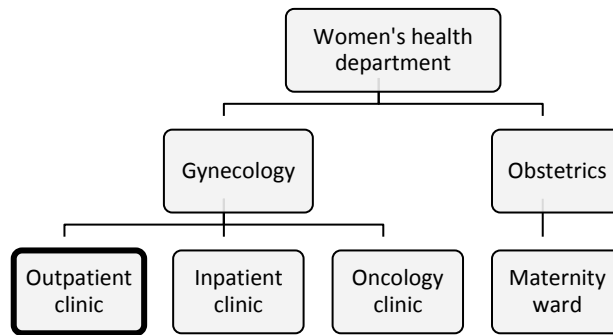 Women's health
department
Gynecology
Obstetrics
Outpatient
clinic
Inpatient
clinic
Oncology
clinic
Maternity
ward